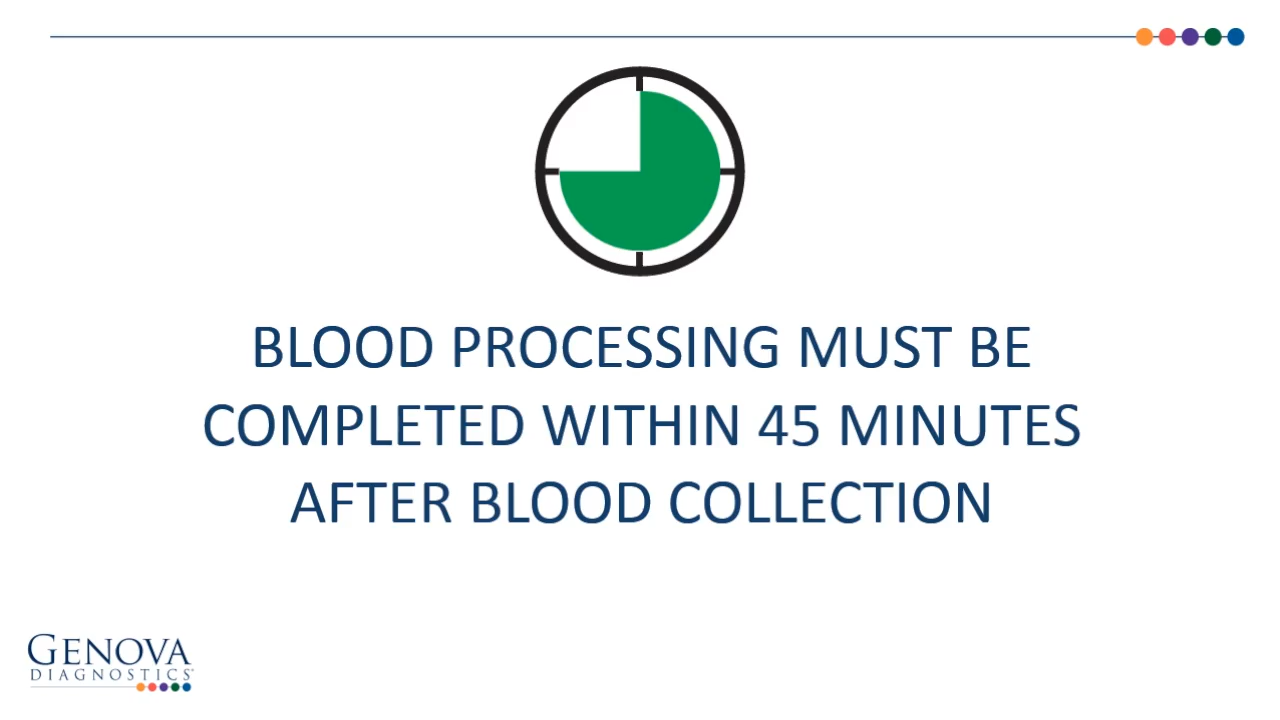 BLOOD PROCESSING MUST BE
COMPLETED WITHIN 45 MINUTES
AFTER BLOOD COLLECTION
GENOVA
DIAGNOSTICS